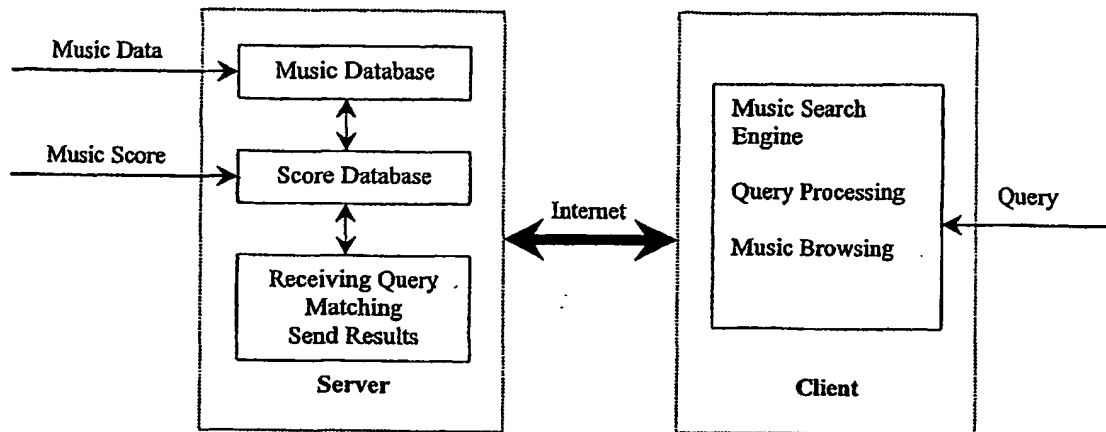 Music Data
Music Database
Music Score
Score Database
Receiving Query
Matching
Send Results
Server
Internet
Music Search
Engine
Query Processing
Music Browsing
Client
Query